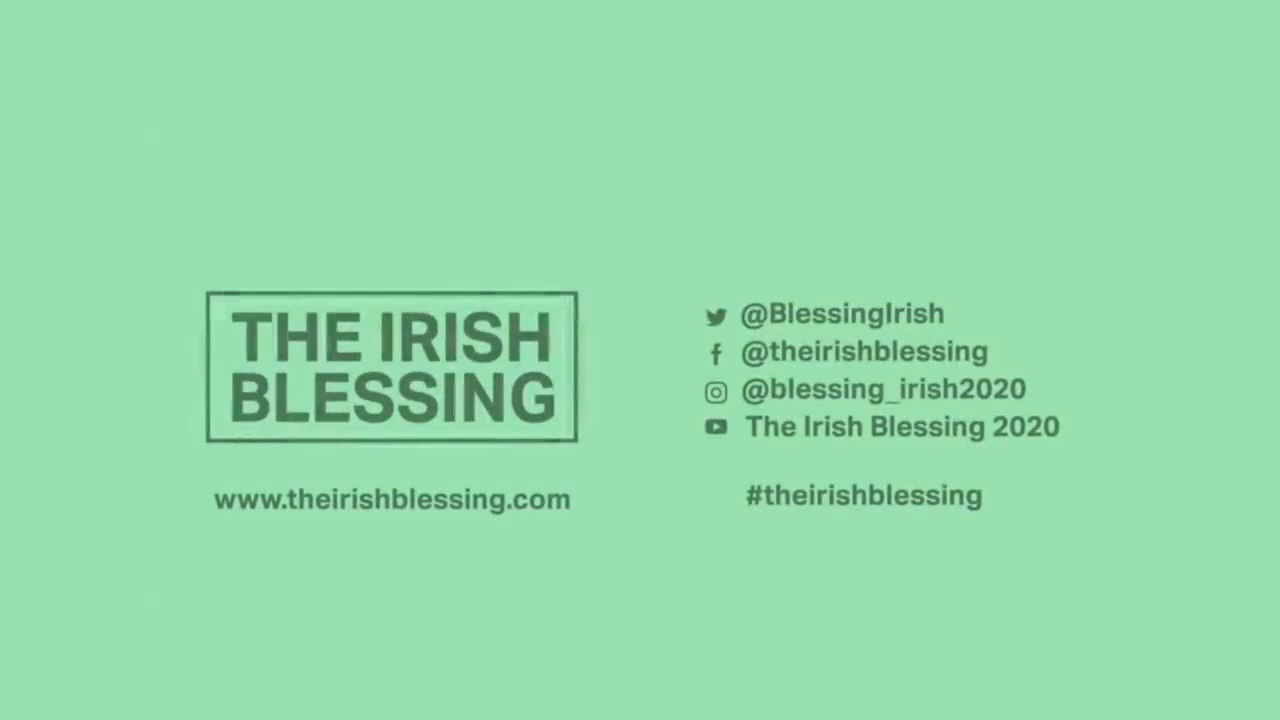 THE IRISH
BLESSING
www.theirishblessing.com
@BlessingIrish
@theirishblessing
@blessing_irish2020
The Irish Blessing 2020
#theirishblessing